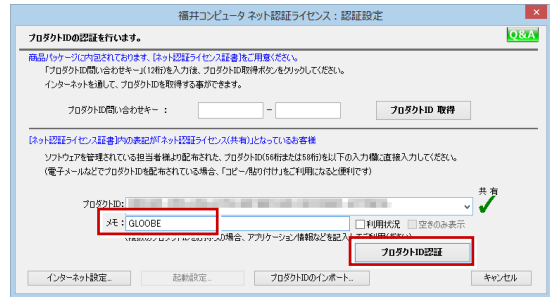 福井コンピュータ ネット認証ライセンス：認証設定
×
プロダクトIDの認証を行います。
Q&A
商品パッケージに内包されております、[ネット認証ライセンス証書]をご用意ください。
「プロダクトID問い合わせキー」(12桁)を入力後、プロダクトID取得ボタンをクリックしてください。
インターネットを通して、プロダクトIDを取得する事ができます。
プロダクトID問い合わせキー ：
－
プロダクトID 取得
[ネット認証ライセンス証書]内の表記が「ネット認証ライセンス(共有)」となっているお客様
ソフトウェアを管理されている担当者様より配布された、プロダクトID(56桁または58桁)を以下の入力欄に直接入力してください。
(電子メールなどでプロダクトIDを配布されている場合、「コピー/貼り付け」をご利用になると便利です)
共有
プロダクトID:
メモ： GLOOBE
利用状況 空きのみ表示
場合、アプリケーション情報などを記入
プロダクトID認証
インターネット設定... 起動設定... プロダクトIDのインポート... キャンセル